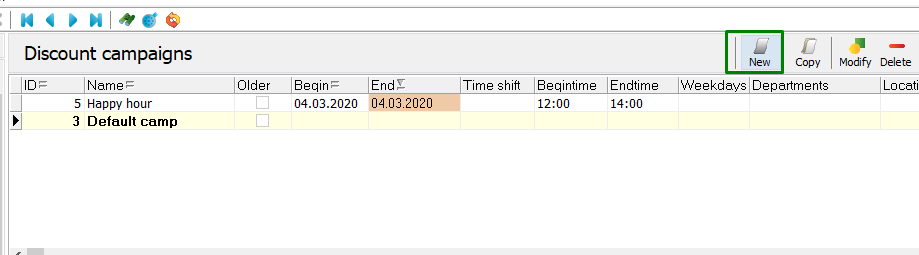 Discount campaigns
New Copy Modify Delete
ID Name Older Begin End Time shift Begintime Endtime Weekdays Departments Locati
5 Happy hour 04.03.2020 04.03.2020 12:00 14:00
3 Default camp